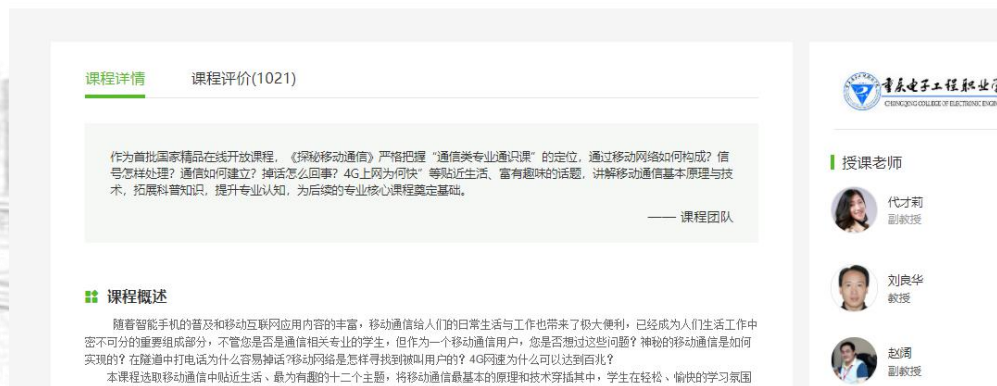 课程详情
课程评价(1021)
作为首批国家精品在线开放课程，《探秘移动通信》严格把握“通信类专业通识课”的定位，通过移动网络如何构成？信
号怎样处理？通信如何建立？掉话怎么回事？4G上网为何快”等贴近生活、富有趣味的话题，讲解移动通信基本原理与技
术，拓展科普知识，提升专业认知，为后续的专业核心课程奠定基础。
—— 课程团队
课程概述
随着智能手机的普及和移动互联网应用内容的丰富，移动通信给人们的日常生活与工作也带来了极大便利，已经成为人们生活工作中
密不可分的重要组成部分，不管您是否是通信相关专业的学生，但作为一个移动通信用户，您是否想过这些问题？神秘的移动通信是如何
实现的？在隧道中打电话为什么容易掉话?移动网络是怎样寻找到被叫用户的？4G网速为什么可以达到百兆？
本课程选取移动通信中贴近生活、最为有趣的十二个主题，将移动通信最基本的原理和技术穿插其中，学生在轻松、愉快的学习氛围
重庆电子工程职业
CHONGQING COLLEGE OF ELECTRONIC
授课老师
代才莉
副教授
刘良华
教授
赵阔
副教授